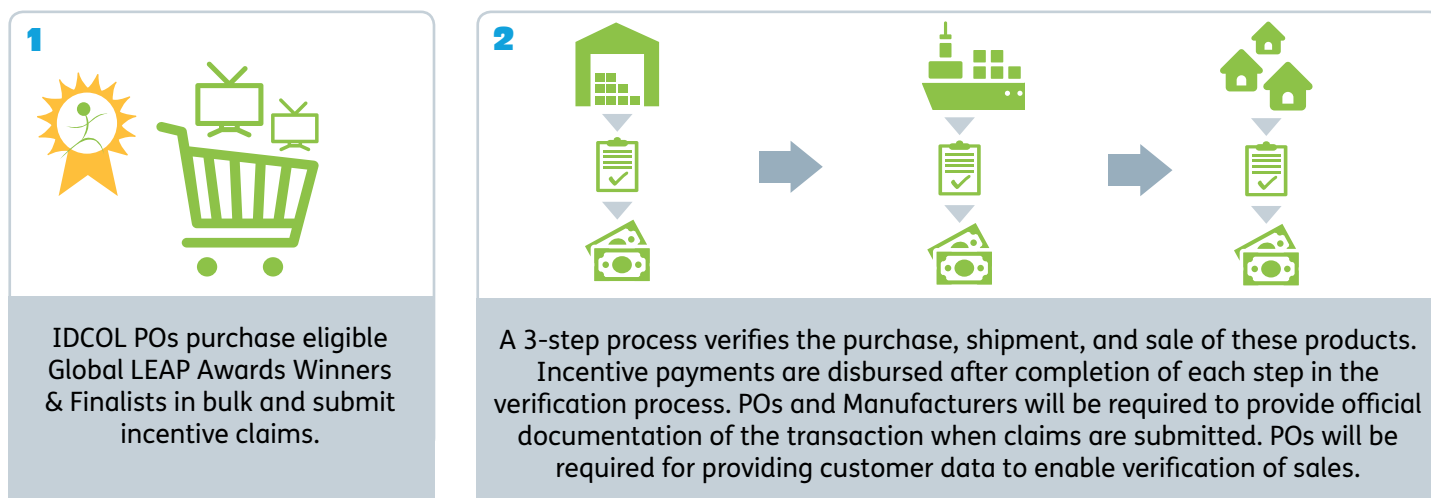 1
IDCOL POs purchase eligible
Global LEAP Awards Winners
& Finalists in bulk and submit
incentive claims.
2
A 3-step process verifies the purchase, shipment, and sale of these products.
Incentive payments are disbursed after completion of each step in the
verification process. POs and Manufacturers will be required to provide official
documentation of the transaction when claims are submitted. POs will be
required for providing customer data to enable verification of sales.